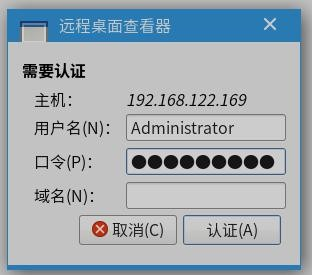 远程桌面查看器
需要认证
主机： 192.168.122.169
用户名(N)： Administrator
口令(P)： ●●●●●●●●●
域名(N)：
取消(C) 认证(A)